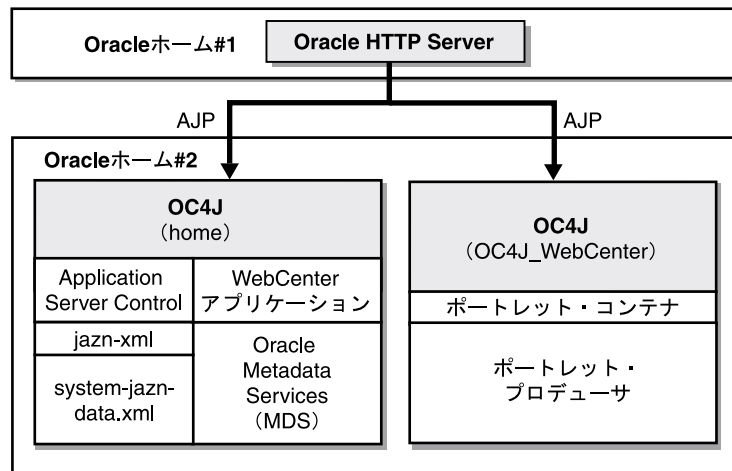 Oracleホーム#1
Oracle HTTP Server
AJP
AJP
Oracleホーム#2
OC4J
（home）
Application
Server Control
WebCenter
アプリケーション
jazn-xml
system-jazn-
data.xml
Oracle
Metadata
Services
（MDS）
OC4J
（OC4J_WebCenter）
ポートレット・コンテナ
ポートレット・
プロデューサ